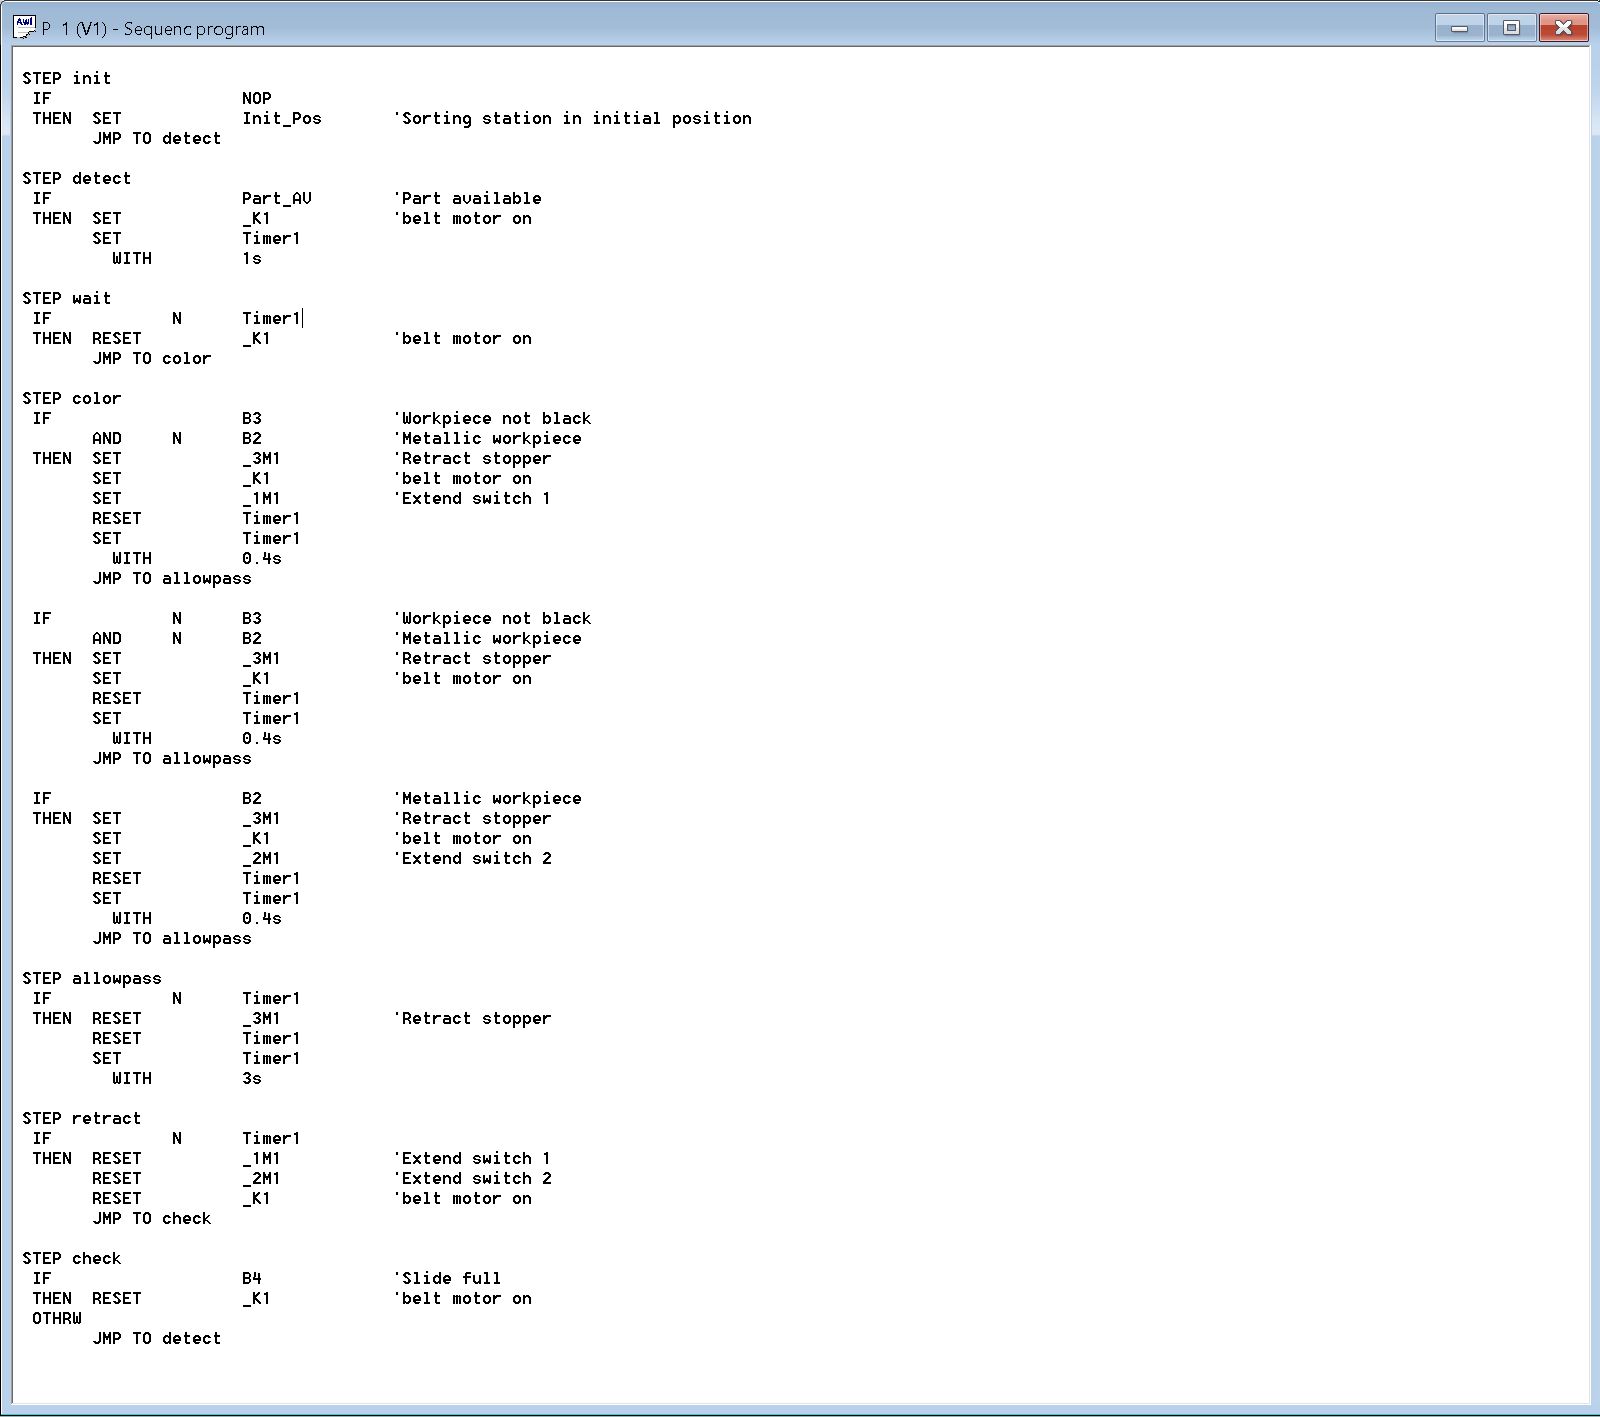 Awl P 1 (V1) - Sequenc program
STEP init
IF NOP
THEN SET Init_Pos 'Sorting station in initial position
JMP TO detect
STEP detect
IF Part_AV 'Part available
THEN SET _K1 'belt motor on
SET Timer1
WITH 1s
STEP wait
IF N Timer1
THEN RESET _K1 'belt motor on
JMP TO color
STEP color
IF B3 'Workpiece not black
AND N B2 'Metallic workpiece
THEN SET _3M1 'Retract stopper
SET _K1 'belt motor on
SET _1M1 'Extend switch 1
RESET Timer1
SET Timer1
WITH 0.4s
JMP TO allowpass
IF N B3 'Workpiece not black
AND N B2 'Metallic workpiece
THEN SET _3M1 'Retract stopper
SET _K1 'belt motor on
RESET Timer1
SET Timer1
WITH 0.4s
JMP TO allowpass
IF B2 'Metallic workpiece
THEN SET _3M1 'Retract stopper
SET _K1 'belt motor on
SET _2M1 'Extend switch 2
RESET Timer1
SET Timer1
WITH 0.4s
JMP TO allowpass
STEP allowpass
IF N Timer1
THEN RESET _3M1 'Retract stopper
RESET Timer1
SET Timer1
WITH 3s
STEP retract
IF N Timer1
THEN RESET _1M1 'Extend switch 1
RESET _2M1 'Extend switch 2
RESET _K1 'belt motor on
JMP TO check
STEP check
IF B4 'Slide full
THEN RESET _K1 'belt motor on
OTHRW
JMP TO detect